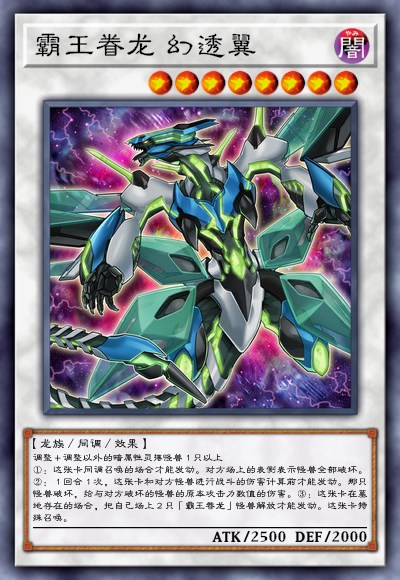 霸王眷龙 幻透翼
やみ
闇
【龙族／同调／效果】
调整＋调整以外的暗属性灵摆怪兽１只以上
①：这张卡同调召唤的场合才能发动。对方场上的表侧表示怪兽全部破坏。
②：１回合１次，这张卡和对方怪兽进行战斗的伤害计算前才能发动。那只
怪兽破坏，给与对方破坏的怪兽的原本攻击力数值的伤害。③：这张卡在墓
地存在的场合，把自己场上２只「霸王眷龙」怪兽解放才能发动。这张卡特
殊召唤。
ATK/2500 DEF/2000